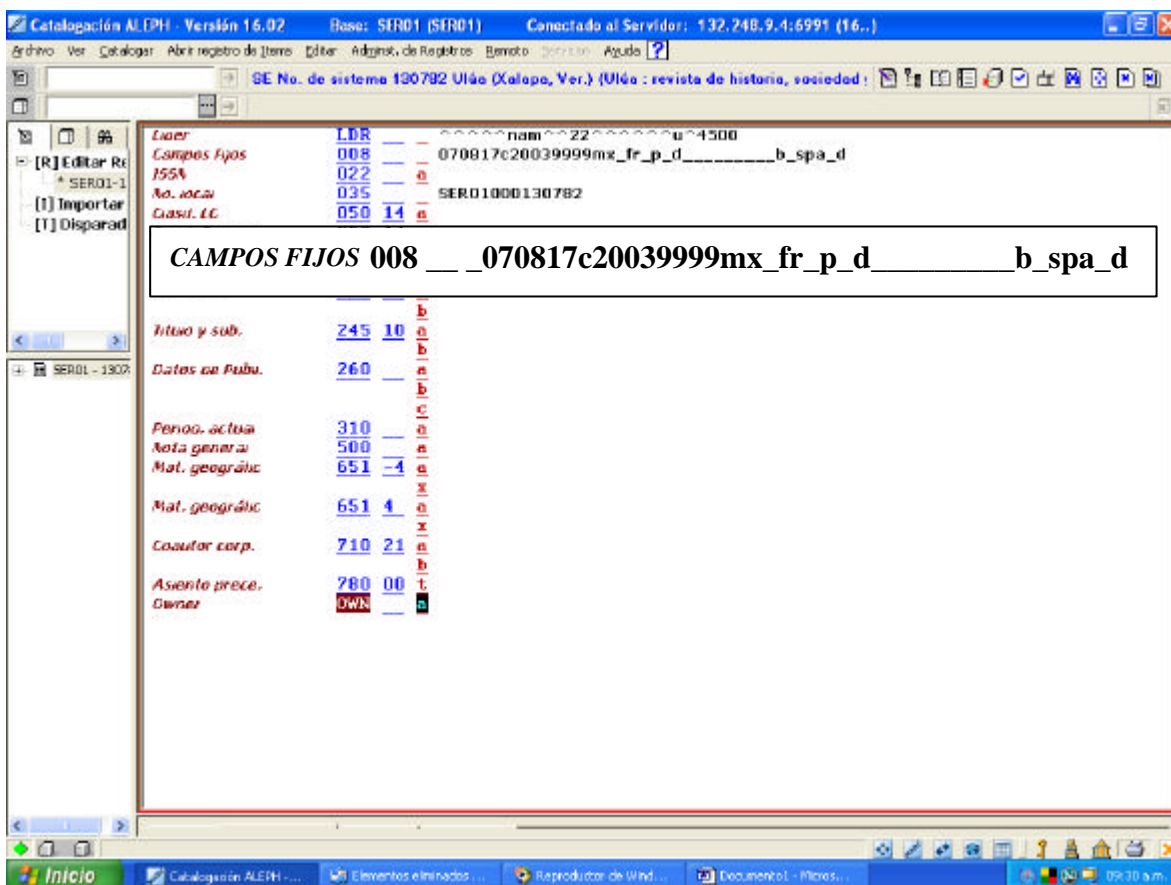 Catalogación ALEPH - Versión 16.02 Base: SER01 (SER01) Conectado al Servidor: 132.248.9.4:6991 (16..)
Archivo Ver Catalogar Abrir registro de Items Editar Administ. de Registros Remoto Ayuda ?
SE No. de sistema 130782 Ulúa (Xalapa, Ver.) (Ulúa : revista de historia, sociedad
[R] Editar Re
* SER01-1
[I] Importar
[T] Disparad
SER01 - 1307
Lider LDR ^^^^^nam^^22^^^^^^u^4500
Campos Fijos 008 070817c20039999mx_fr_p_d_________b_spa_d
ISSN 022 a
No. local 035 SER01000130782
Clasif. LC 050 14 a
CAMPOS FIJOS 008 __ _070817c20039999mx_fr_p_d_________b_spa_d
b
Título y sub. 245 10 a
b
Datos de Publ. 260 a
b
c
Period. actual 310 a
Nota general 500 a
Mat. geográfic 651 -4 a
x
Mat. geográfic 651 4 a
x
Coautor corp. 710 21 a
b
Asiento prece. 780 00 t
Owner OWN a
Inicio
Catalogación ALEPH -...
Elementos eliminados ...
Reproductor de Wind...
Documento1 - Micros...
09:30 a.m.